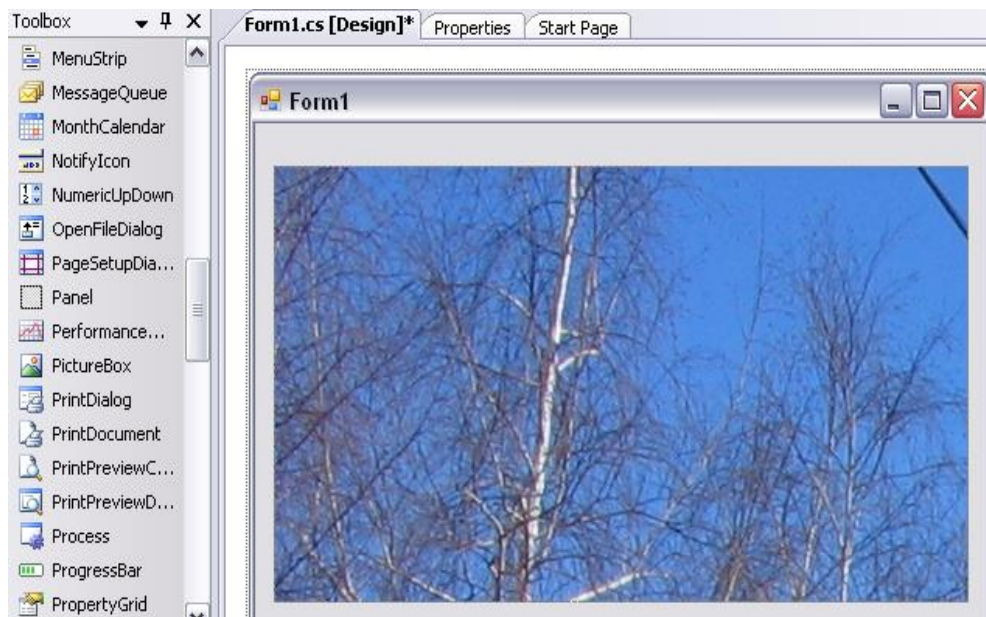 Toolbox
MenuStrip
MessageQueue
MonthCalendar
NotifyIcon
NumericUpDown
OpenFileDialog
PageSetupDia...
Panel
Performance...
PictureBox
PrintDialog
PrintDocument
PrintPreviewC...
PrintPreviewD...
Process
ProgressBar
PropertyGrid
Form1.cs [Design]* Properties Start Page
Form1